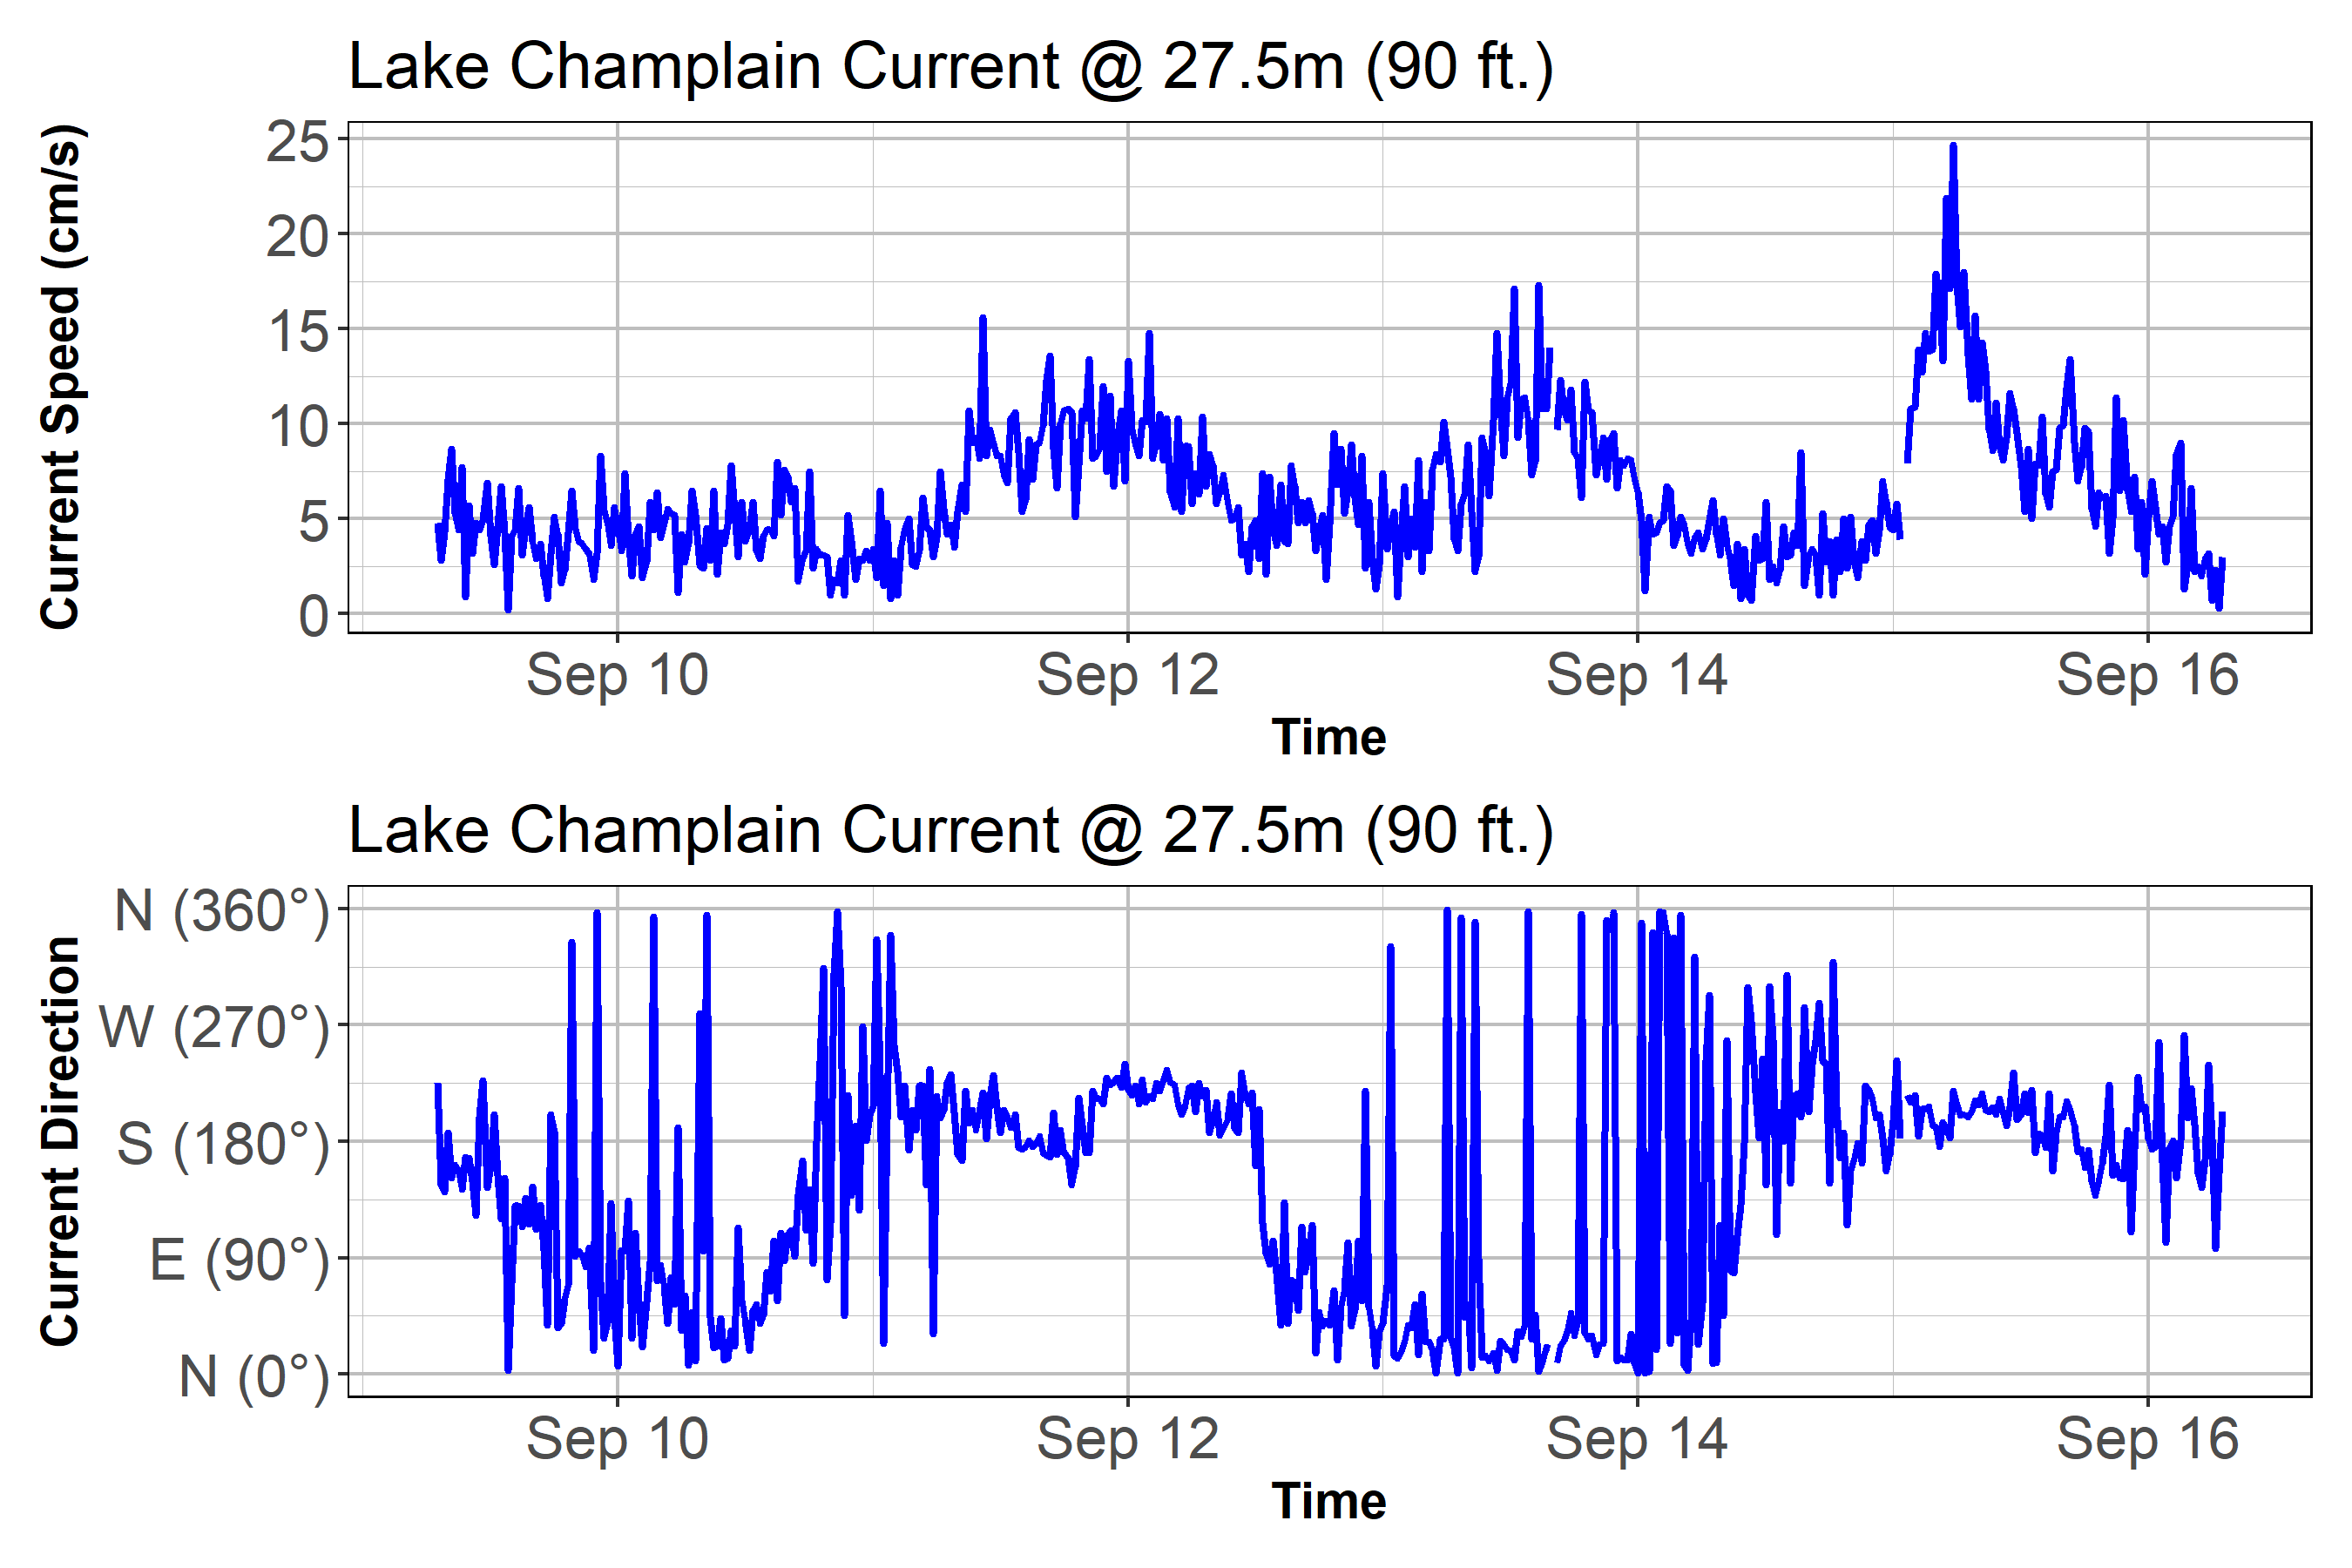 Lake Champlain Current @ 27.5m (90 ft.)
Current Speed (cm/s)
25
20
15
10
5
0
Sep 10 Sep 12 Sep 14 Sep 16
Time
Lake Champlain Current @ 27.5m (90 ft.)
Current Direction
N (360°)
W (270°)
S (180°)
E (90°)
N (0°)
Sep 10 Sep 12 Sep 14 Sep 16
Time